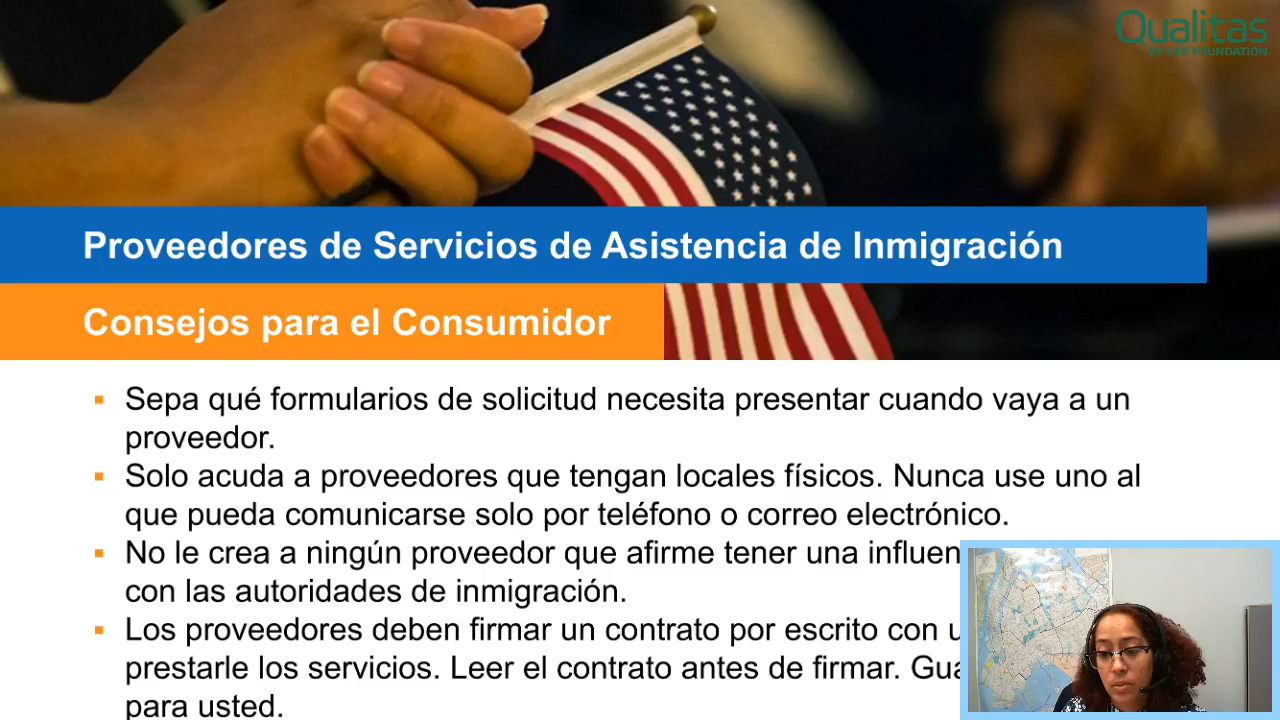 Qualitas
OF LIFE FOUNDATION
Proveedores de Servicios de Asistencia de Inmigración
Consejos para el Consumidor
Sepa qué formularios de solicitud necesita presentar cuando vaya a un
proveedor.
Solo acuda a proveedores que tengan locales físicos. Nunca use uno al
que pueda comunicarse solo por teléfono o correo electrónico.
No le crea a ningún proveedor que afirme tener una
con las autoridades de inmigración.
Los proveedores deben firmar un contrato por escrito con
prestarle los servicios. Leer el contrato antes de firmar.
para usted.